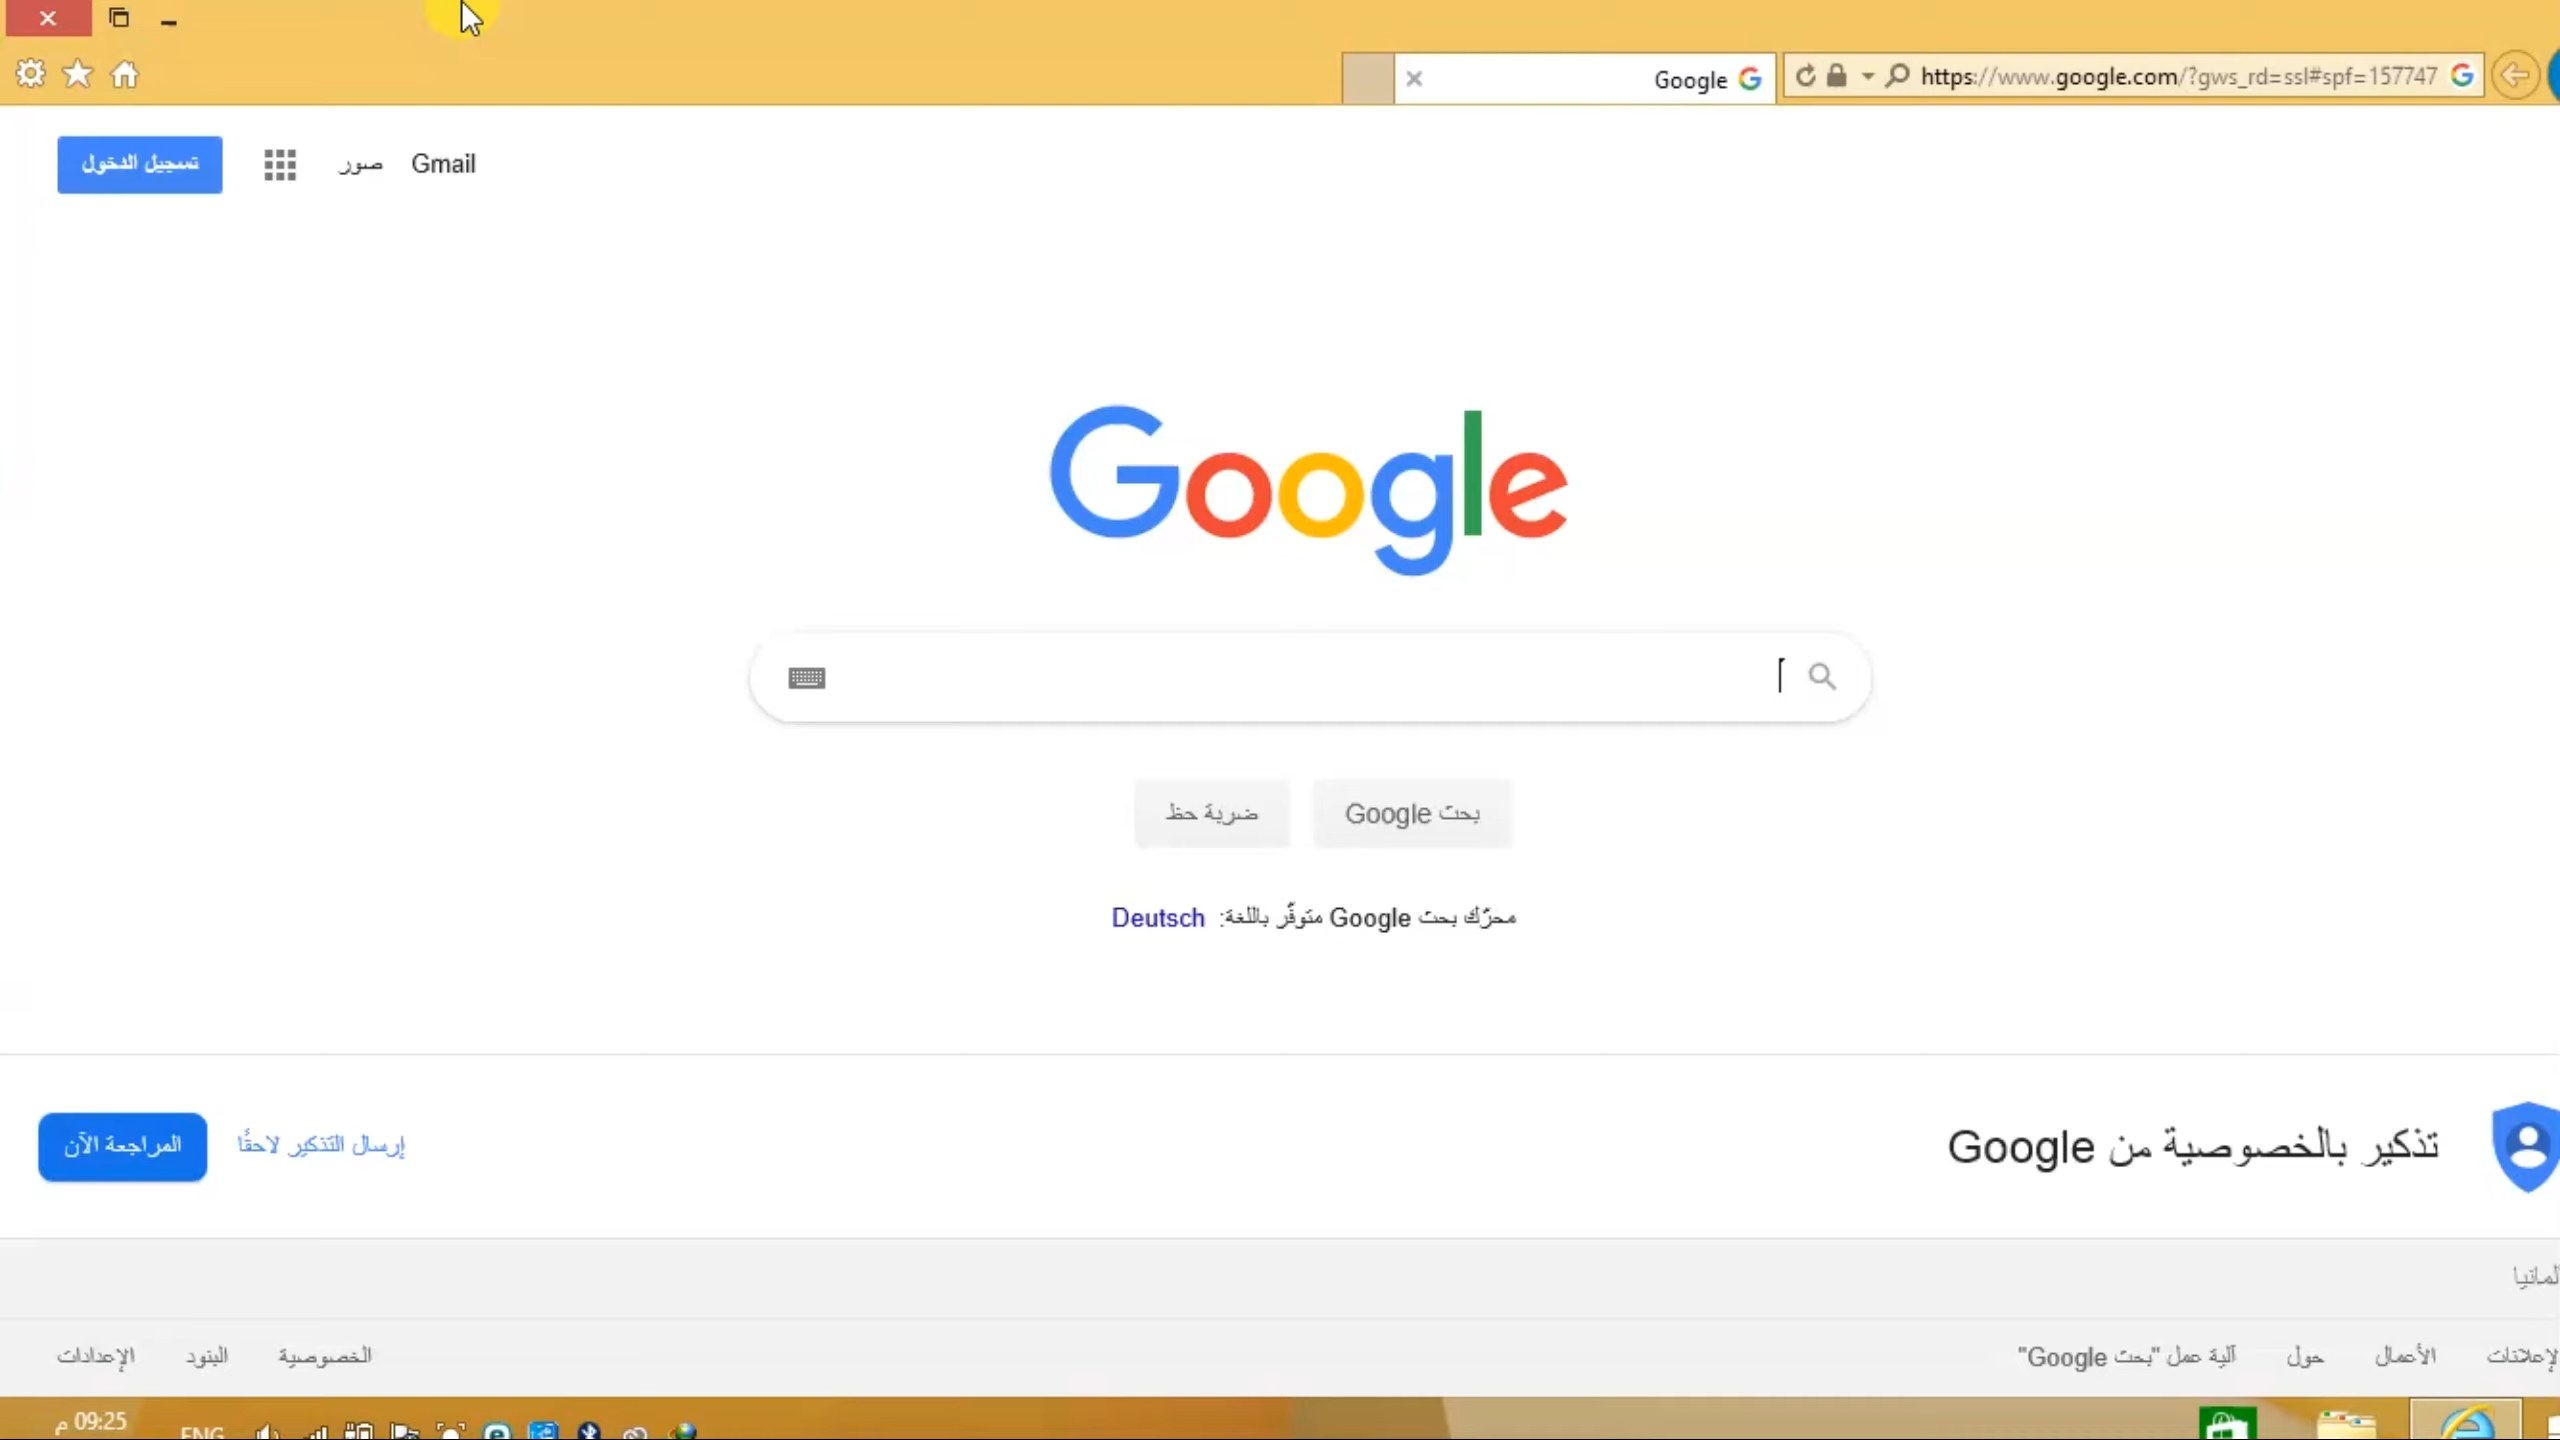 https://www.google.com/?gws_rd=ssl#spf=157747
Google
Gmail
صور
تسجيل الدخول
Google
بحث Google
ضربة حظ
محرّك بحث Google متوفّر باللغة: Deutsch
تذكير بالخصوصية من Google
إرسال التذكير لاحقًا
المراجعة الآن
الأعمال
حول
آلية عمل "بحث Google"
الخصوصية
البنود
الإعدادات
ENG
09:25 م